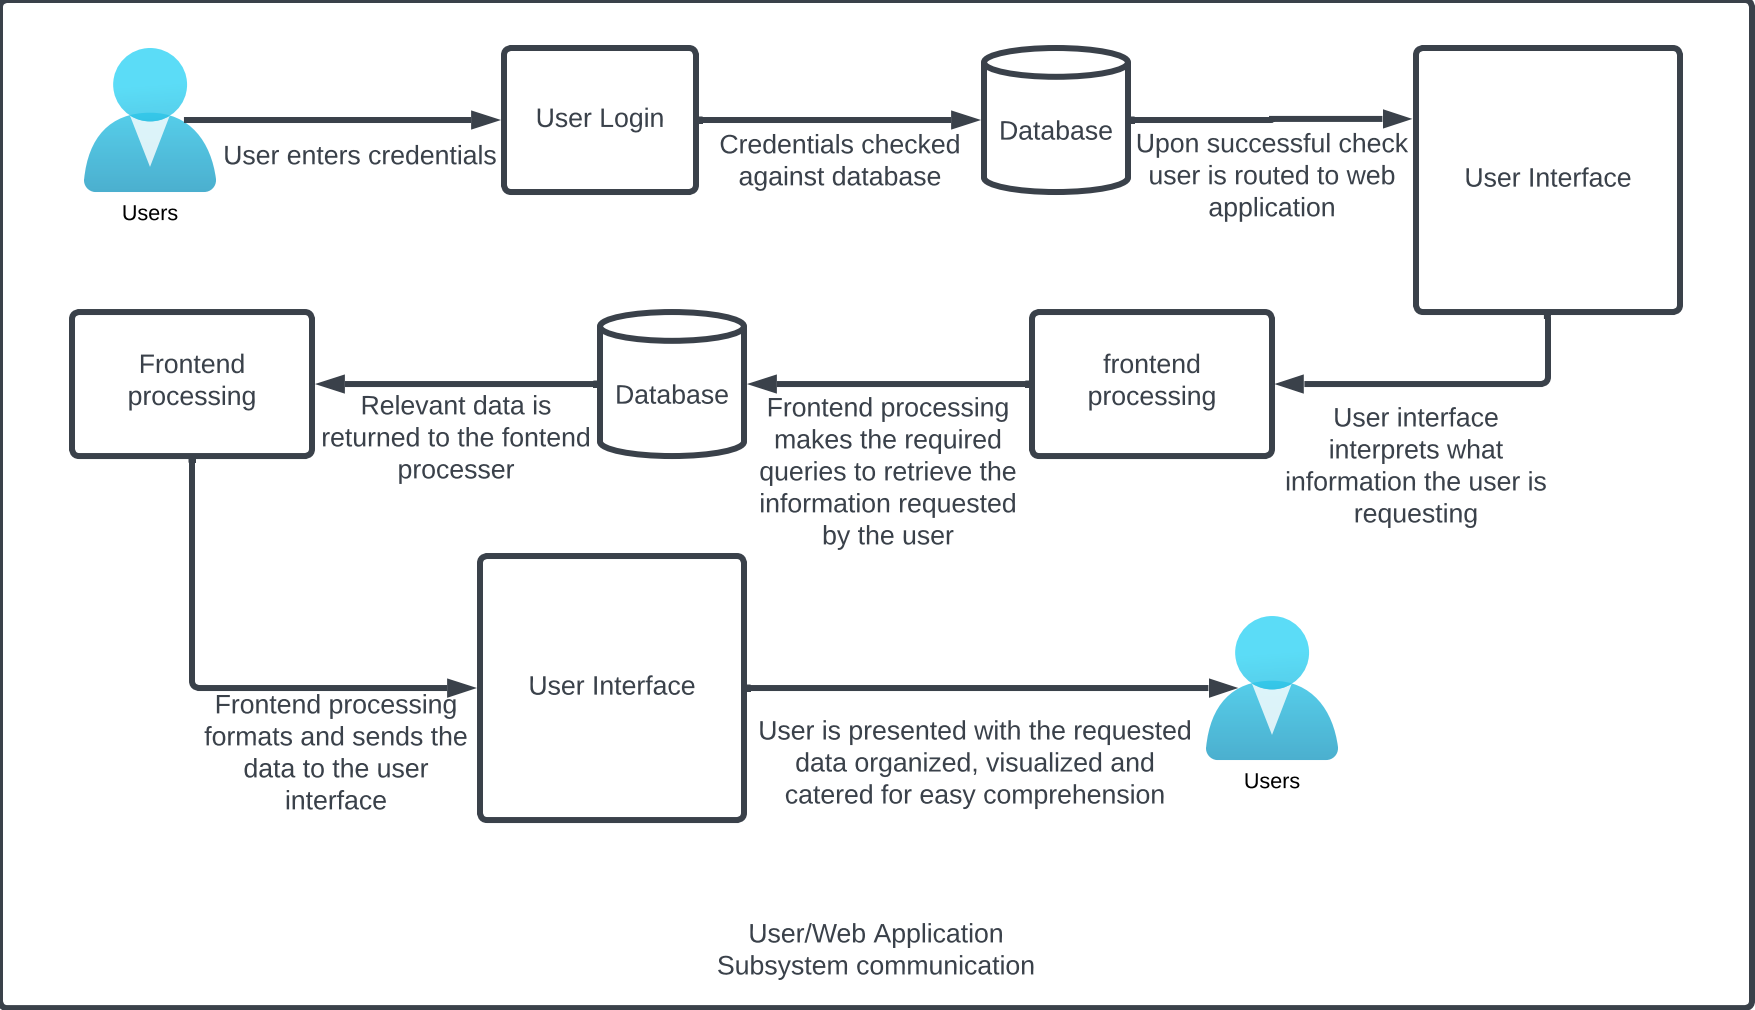 User Login
Database
User Interface
User enters credentials
Credentials checked
against database
Upon successful check
user is routed to web
application
Users
Frontend
processing
Database
frontend
processing
Relevant data is
returned to the fontend
processer
Frontend processing
makes the required
queries to retrieve the
information requested
by the user
User interface
interprets what
information the user is
requesting
Frontend processing
formats and sends the
data to the user
interface
User Interface
User is presented with the requested
data organized, visualized and
catered for easy comprehension
Users
User/Web Application
Subsystem communication